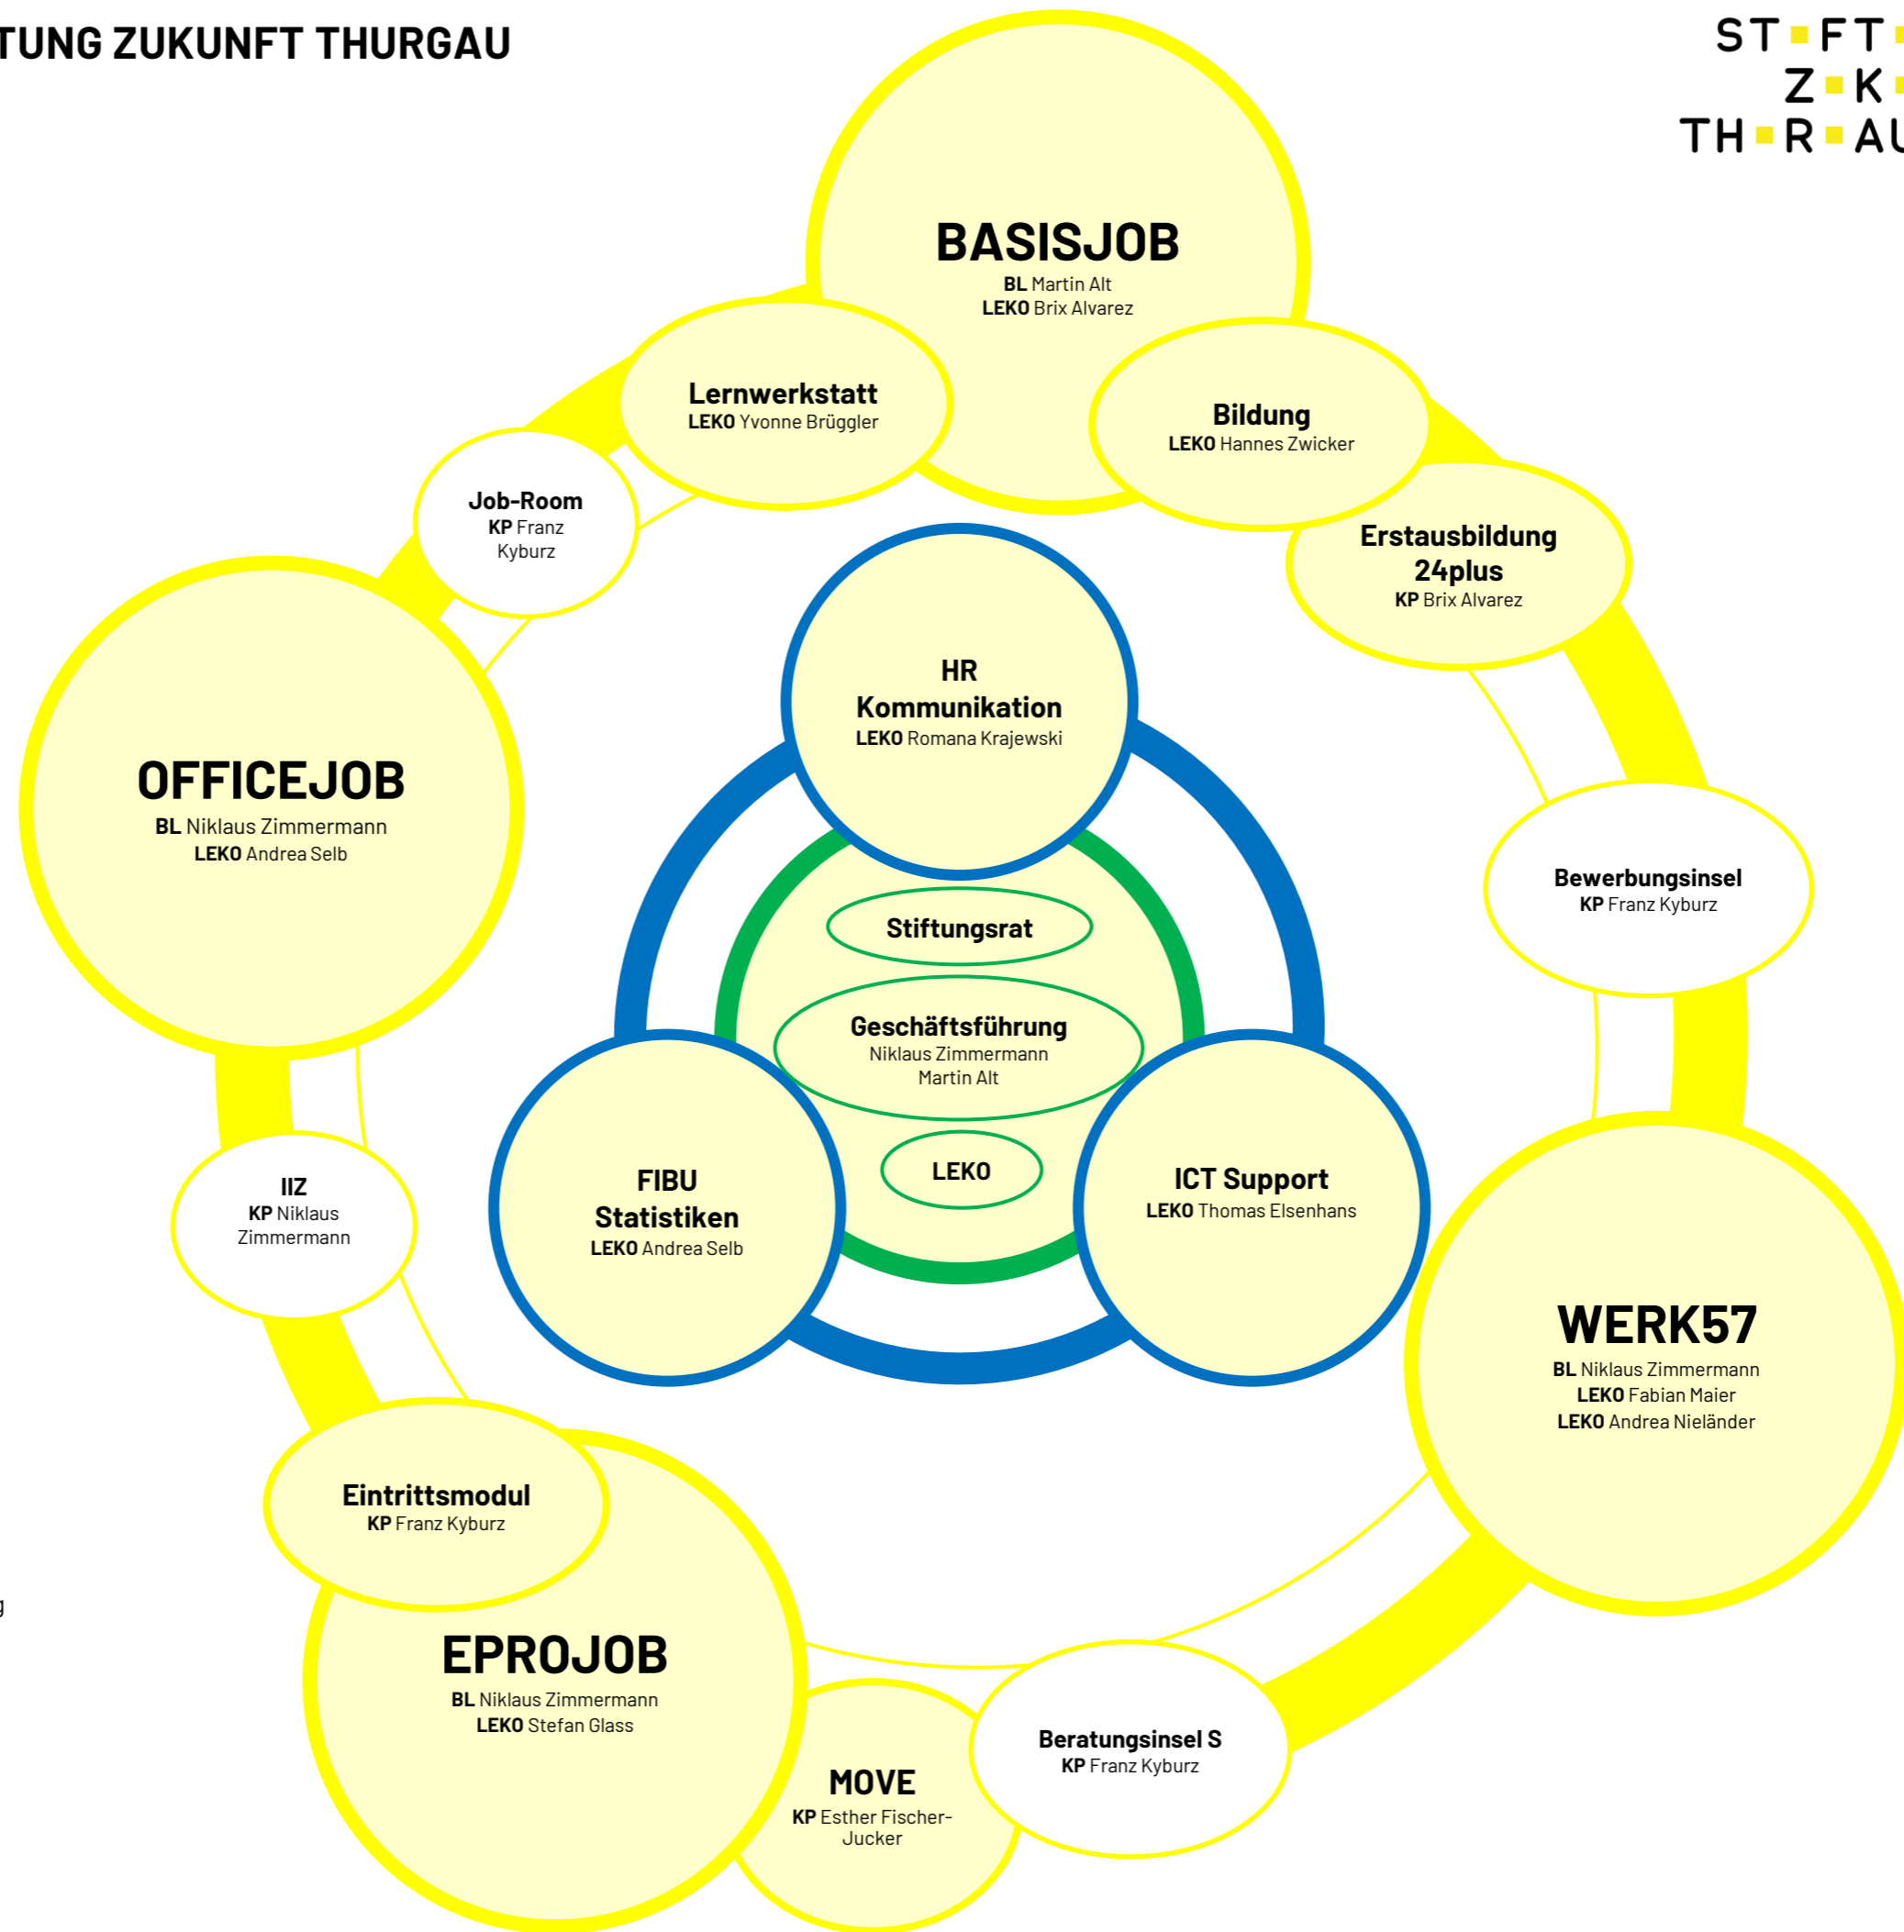 TUNG ZUKUNFT THURGAU
ST FT
Z K
TH R AU
BASISJOB
BL Martin Alt
LEKO Brix Alvarez
Lernwerkstatt
LEKO Yvonne Brüggler
Bildung
LEKO Hannes Zwicker
Job-Room
KP Franz
Kyburz
Erstausbildung
24plus
KP Brix Alvarez
HR
Kommunikation
LEKO Romana Krajewski
OFFICEJOB
BL Niklaus Zimmermann
LEKO Andrea Selb
Bewerbungsinsel
KP Franz Kyburz
Stiftungsrat
Geschäftsführung
Niklaus Zimmermann
Martin Alt
LEKO
FIBU
Statistiken
LEKO Andrea Selb
ICT Support
LEKO Thomas Elsenhans
IIZ
KP Niklaus
Zimmermann
WERK57
BL Niklaus Zimmermann
LEKO Fabian Maier
LEKO Andrea Nieländer
Eintrittsmodul
KP Franz Kyburz
g
EPROJOB
BL Niklaus Zimmermann
LEKO Stefan Glass
MOVE
KP Esther Fischer-
Jucker
Beratungsinsel S
KP Franz Kyburz